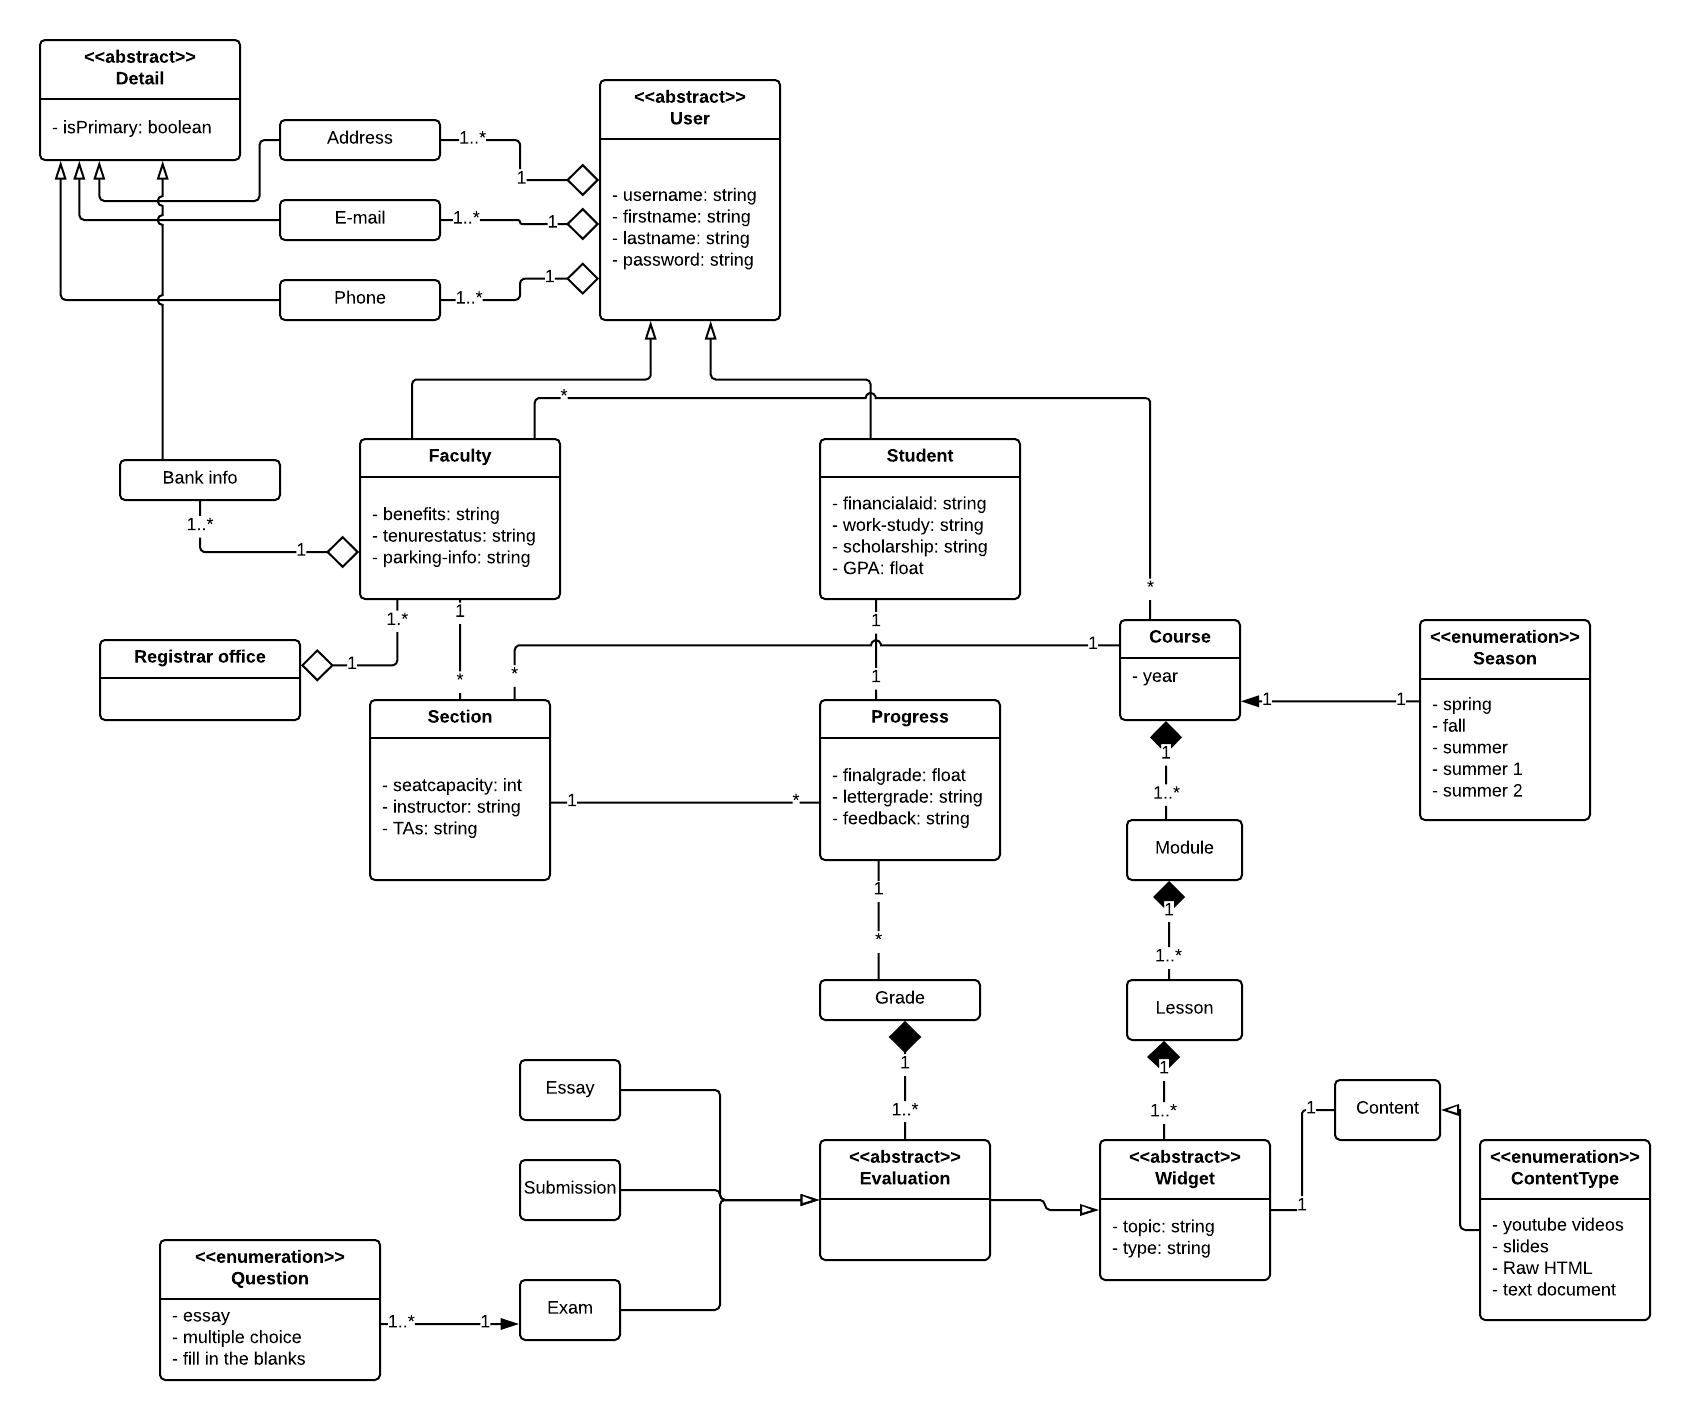 <<abstract>>
Detail
- isPrimary: boolean
<<abstract>>
User
- username: string
- firstname: string
- lastname: string
- password: string
Address
1..*
1
E-mail
1..*
1
Phone
1..*
1
*
Bank info
1..*
1
Faculty
- benefits: string
- tenurestatus: string
- parking-info: string
Student
- financialaid: string
- work-study: string
- scholarship: string
- GPA: float
*
1.*
1
1
Registrar office
1
*
*
1
1
Course
- year
<<enumeration>>
Season
- spring
- fall
- summer
- summer 1
- summer 2
1
1
Section
- seatcapacity: int
- instructor: string
- TAs: string
1
*
Progress
- finalgrade: float
- lettergrade: string
- feedback: string
1
1..*
Module
1
*
1
1..*
Grade
Lesson
1
1..*
1
1..*
Essay
Submission
Exam
<<abstract>>
Evaluation
<<abstract>>
Widget
- topic: string
- type: string
1
1
Content
<<enumeration>>
ContentType
- youtube videos
- slides
- Raw HTML
- text document
<<enumeration>>
Question
- essay
- multiple choice
- fill in the blanks
1..*
1